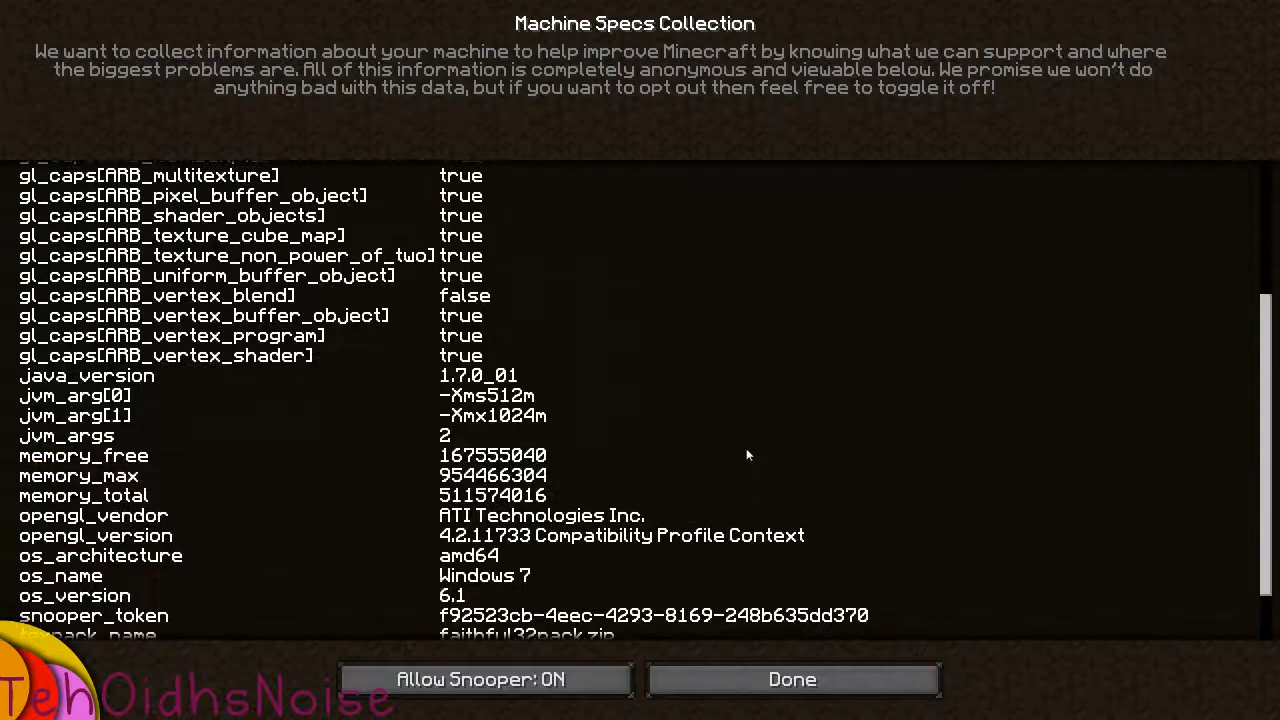 Machine Specs Collection
We want to collect information about your machine to help improve Minecraft by knowing what we can support and where
the biggest problems are. All of this information is completely anonymous and viewable below. We promise we won't do
anything bad with this data, but if you want to opt out then feel free to toggle it off!
gl_caps[ARB_multitexture] true
gl_caps[ARB_pixel_buffer_object] true
gl_caps[ARB_shader_objects] true
gl_caps[ARB_texture_cube_map] true
gl_caps[ARB_texture_non_power_of_two] true
gl_caps[ARB_uniform_buffer_object] true
gl_caps[ARB_vertex_blend] false
gl_caps[ARB_vertex_buffer_object] true
gl_caps[ARB_vertex_program] true
gl_caps[ARB_vertex_shader] true
java_version 1.7.0_01
jvm_arg[0] -Xms512m
jvm_arg[1] -Xmx1024m
jvm_args 2
memory_free 167555040
memory_max 954466304
memory_total 511574016
opengl_vendor ATI Technologies Inc.
opengl_version 4.2.11733 Compatibility Profile Context
os_architecture amd64
os_name Windows 7
os_version 6.1
snooper_token f92523cb-4eec-4293-8169-248b635dd370
texpack_name faithful32pack.zip
Allow Snooper: ON Done
TehOidhsNoise